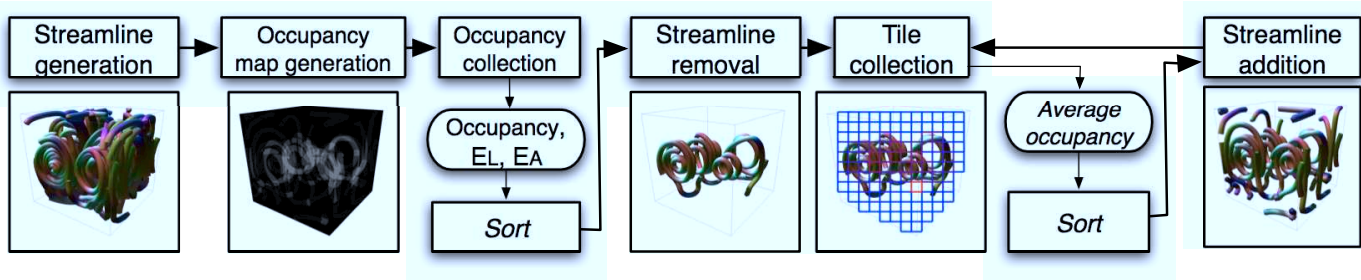 Streamline
generation
Occupancy
map generation
Occupancy
collection
Occupancy,
EL, EA
Sort
Streamline
removal
Tile
collection
Average
occupancy
Sort
Streamline
addition